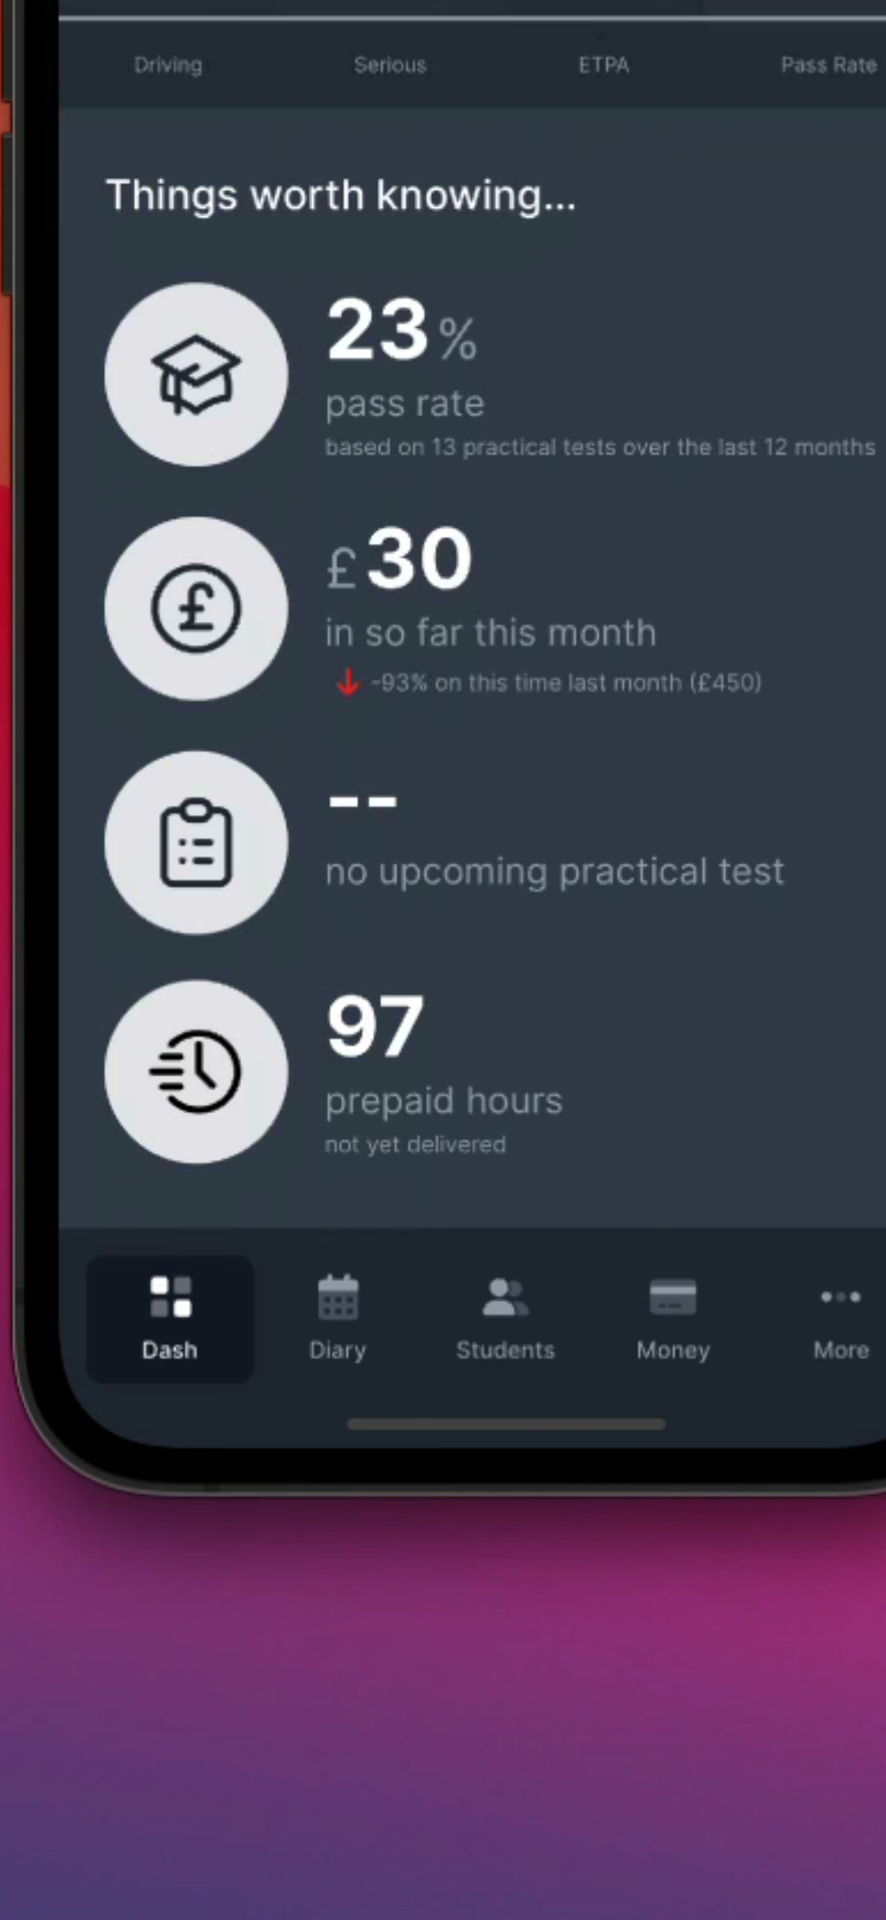 Driving Serious ETPA Pass Rate
Things worth knowing...
23%
pass rate
based on 13 practical tests over the last 12 months
£30
in so far this month
-93% on this time last month (£450)
--
no upcoming practical test
97
prepaid hours
not yet delivered
Dash Diary Students Money More